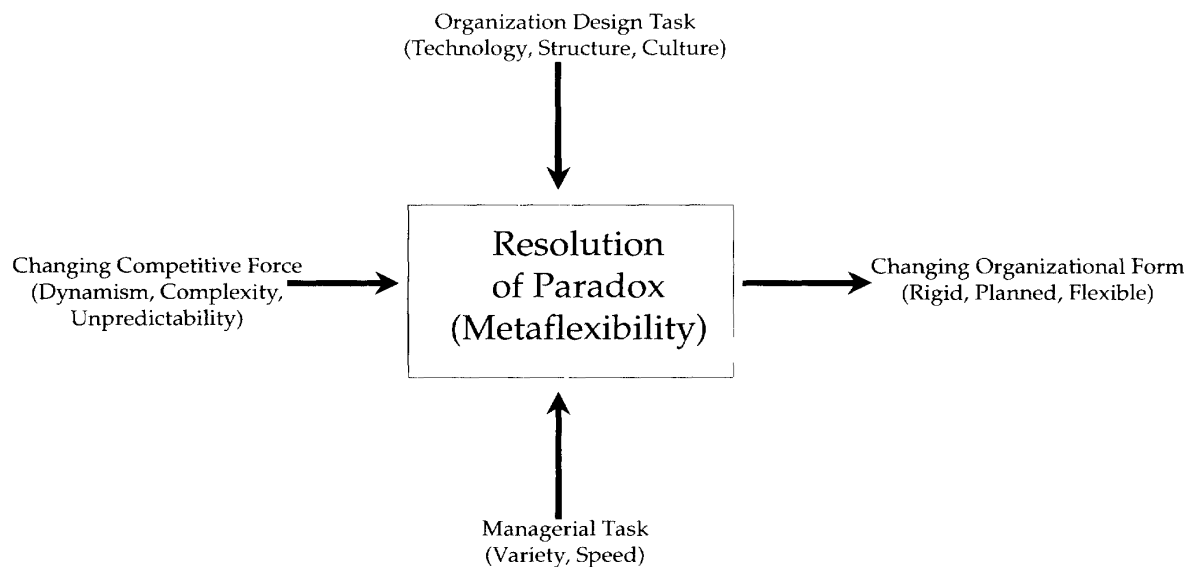 Organization Design Task
(Technology, Structure, Culture)
Changing Competitive Force
(Dynamism, Complexity,
Unpredictability)
Resolution
of Paradox
(Metaflexibility)
Changing Organizational Form
(Rigid, Planned, Flexible)
Managerial Task
(Variety, Speed)